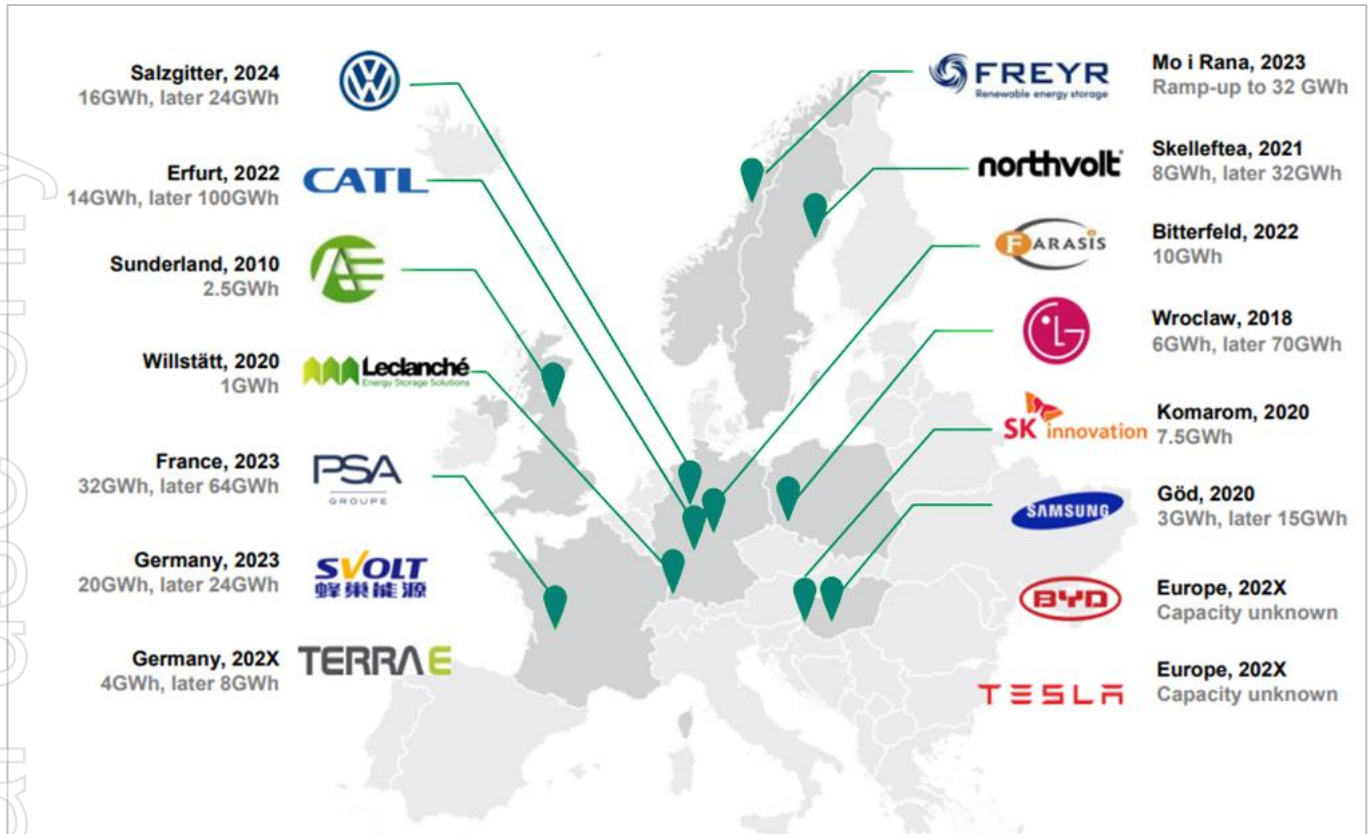 Salzgitter, 2024
16GWh, later 24GWh
VW
Erfurt, 2022
14GWh, later 100GWh
CATL
Sunderland, 2010
2.5GWh
Willstätt, 2020
1GWh
Leclanché
Energy Storage Solutions
France, 2023
32GWh, later 64GWh
PSA
GROUPE
Germany, 2023
20GWh, later 24GWh
SVOLT
蜂巢能源
Germany, 202X
4GWh, later 8GWh
TERRA E
FREYR
Renewable energy storage
Mo i Rana, 2023
Ramp-up to 32 GWh
northvolt
Skelleftea, 2021
8GWh, later 32GWh
FARASIS
Bitterfeld, 2022
10GWh
LG
Wroclaw, 2018
6GWh, later 70GWh
SK innovation
Komarom, 2020
7.5GWh
SAMSUNG
Göd, 2020
3GWh, later 15GWh
BYD
Europe, 202X
Capacity unknown
TESLA
Europe, 202X
Capacity unknown